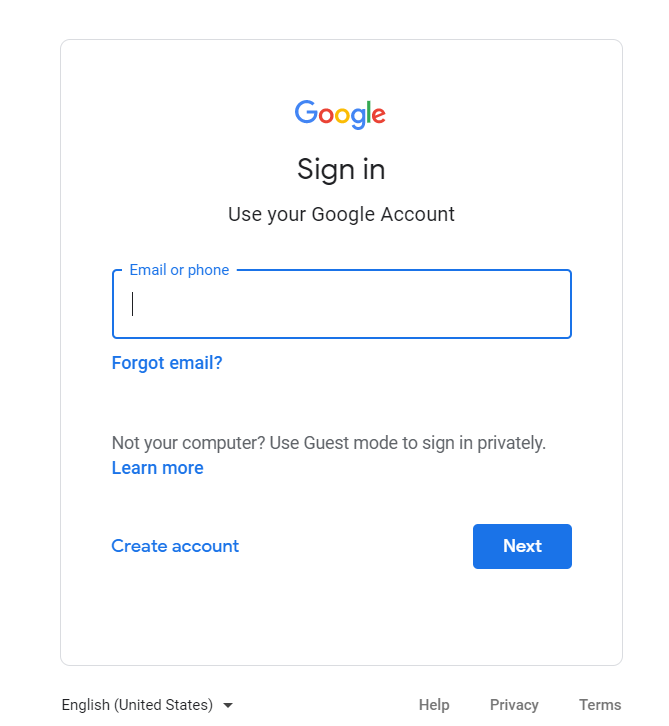 Google
Sign in
Use your Google Account
Email or phone
Forgot email?
Not your computer? Use Guest mode to sign in privately.
Learn more
Create account
Next
English (United States)
Help
Privacy
Terms